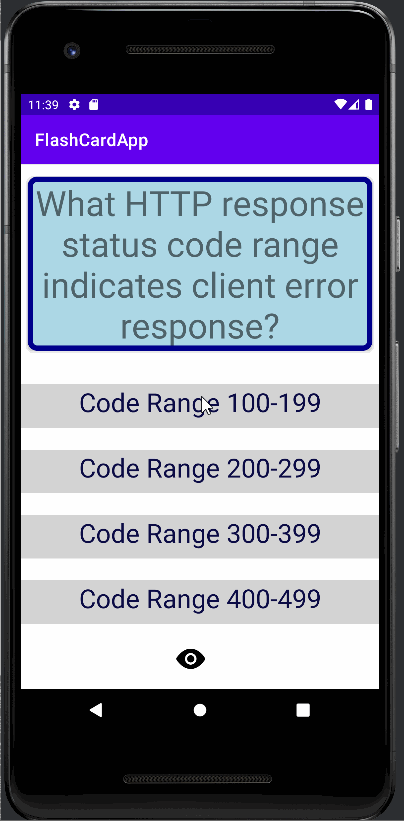 11:39
FlashCardApp
What HTTP response
status code range
indicates client error
response?
Code Range 100-199
Code Range 200-299
Code Range 300-399
Code Range 400-499